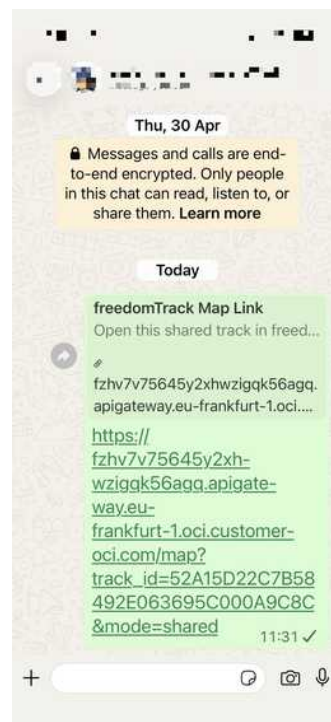 Thu, 30 Apr
Messages and calls are end-
to-end encrypted. Only people
in this chat can read, listen to, or
share them. Learn more
Today
freedomTrack Map Link
Open this shared track in freed...
fzhv7v75645y2xhwzigqk56agq.
apigateway.eu-frankfurt-1.oci....
https://
fzhv7v75645y2xh-
wzigqk56agq.apigate-
way.eu-
frankfurt-1.oci.customer-
oci.com/map?
track_id=52A15D22C7B58
492E063695C000A9C8C
&mode=shared
11:31